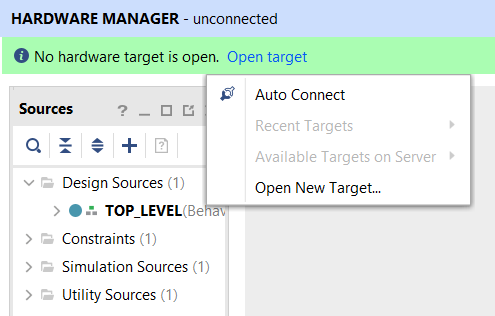 HARDWARE MANAGER - unconnected
No hardware target is open. Open target
Auto Connect
Recent Targets
Available Targets on Server
Open New Target...
Sources
Design Sources (1)
TOP_LEVEL(Behav
Constraints (1)
Simulation Sources (1)
Utility Sources (1)